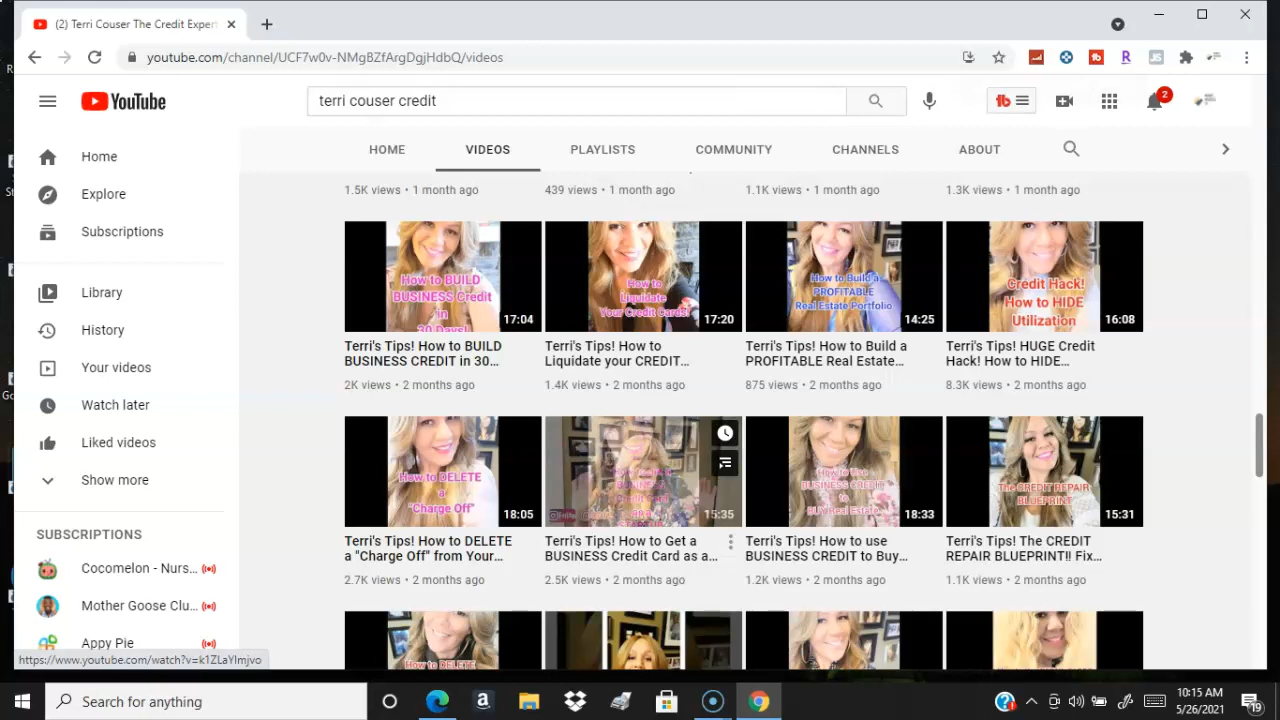 (2) Terri Couser The Credit Exper
youtube.com/channel/UCF7w0v-NMgBZfArgDgjHdbQ/videos
YouTube
terri couser credit
2
HOME VIDEOS PLAYLISTS COMMUNITY CHANNELS ABOUT
Home
Explore
Subscriptions
Library
History
Your videos
Watch later
Liked videos
Show more
SUBSCRIPTIONS
Cocomelon - Nurs...
Mother Goose Clu...
Appy Pie
1.5K views • 1 month ago
439 views • 1 month ago
1.1K views • 1 month ago
1.3K views • 1 month ago
How to BUILD
BUSINESS Credit
in
30 Days!
17:04
Terri's Tips! How to BUILD
BUSINESS CREDIT in 30...
2K views • 2 months ago
How to
Liquidate
Your Credit Cards!
17:20
Terri's Tips! How to
Liquidate your CREDIT...
1.4K views • 2 months ago
How to Build a
PROFITABLE
Real Estate Portfolio
14:25
Terri's Tips! How to Build a
PROFITABLE Real Estate...
875 views • 2 months ago
Credit Hack!
How to HIDE
Utilization
16:08
Terri's Tips! HUGE Credit
Hack! How to HIDE...
8.3K views • 2 months ago
How to DELETE
a
"Charge Off"
18:05
Terri's Tips! How to DELETE
a "Charge Off" from Your...
2.7K views • 2 months ago
15:35
Terri's Tips! How to Get a
BUSINESS Credit Card as a...
2.5K views • 2 months ago
How to Use
BUSINESS CREDIT
to
BUY Real Estate
18:33
Terri's Tips! How to use
BUSINESS CREDIT to Buy...
1.2K views • 2 months ago
The CREDIT REPAIR
BLUEPRINT!
15:31
Terri's Tips! The CREDIT
REPAIR BLUEPRINT!! Fix...
1.1K views • 2 months ago
How to DELETE
https://www.youtube.com/watch?v=k1ZLaYlmjvo
Search for anything
10:15 AM
5/26/2021
19